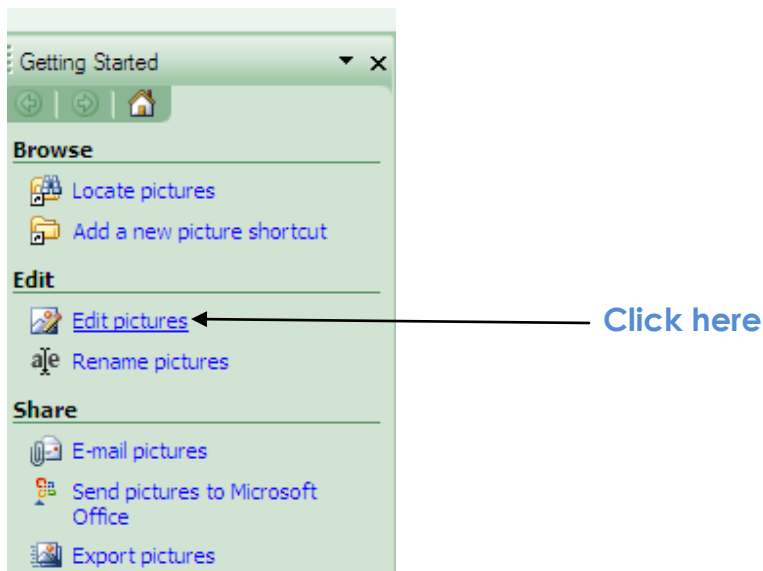 Getting Started
Browse
Locate pictures
Add a new picture shortcut
Edit
Edit pictures
Click here
Rename pictures
Share
E-mail pictures
Send pictures to Microsoft
Office
Export pictures